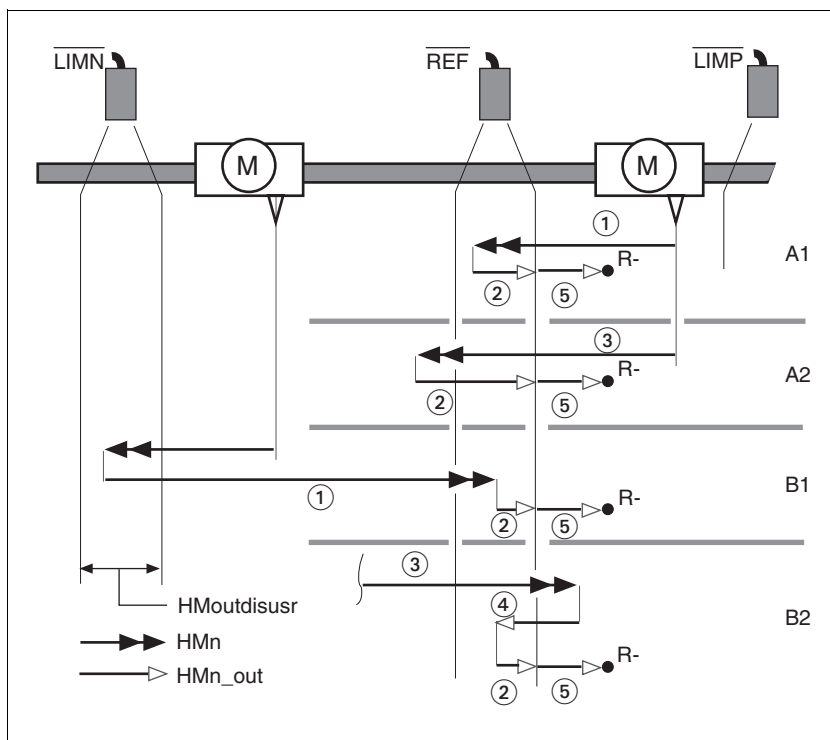 LIMN REF LIMP
M M
1
A1
R-
2 5
3
A2
R-
2 5
B1
1
R-
2 5
3
HMoutdisusr
4
B2
HMn
R-
HMn_out
2 5